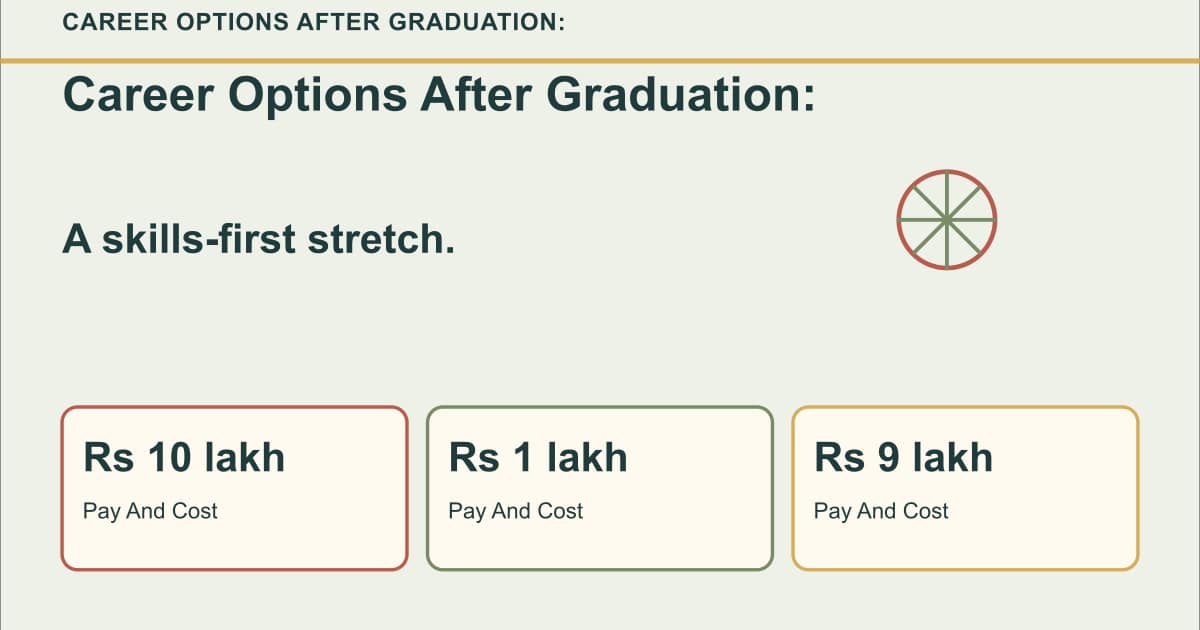 CAREER OPTIONS AFTER GRADUATION:
Career Options After Graduation:
A skills-first stretch.
Rs 10 lakh
Pay And Cost
Rs 1 lakh
Pay And Cost
Rs 9 lakh
Pay And Cost